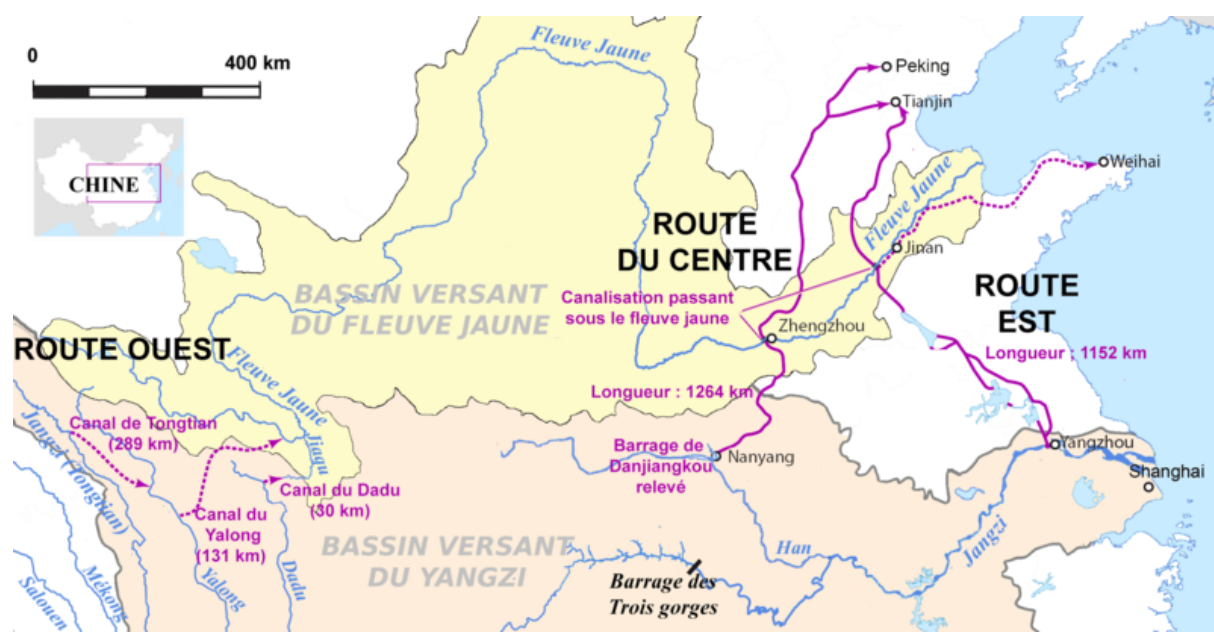 0
400 km
CHINE
Fleuve Jaune
Peking
Tianjin
Weihai
Fleuve Jaune
Jinan
ROUTE
DU CENTRE
Canalisation passant
sous le fleuve jaune
Zhengzhou
ROUTE
EST
Longueur : 1152 km
BASSIN VERSANT
DU FLEUVE JAUNE
ROUTE OUEST
Fleuve Jaune
Jiaqu
Longueur : 1264 km
Canal de Tongtian
(289 km)
Jangzi (Tongtian)
Barrage de
Danjiangkou
relevé
Nanyang
Yangzhou
Shanghai
Canal du Dadu
(30 km)
Canal du
Yalong
(131 km)
BASSIN VERSANT
DU YANGZI
Han
Jangzi
Barrage des
Trois gorges
Salouen
Mékong
Yalong
Dadu